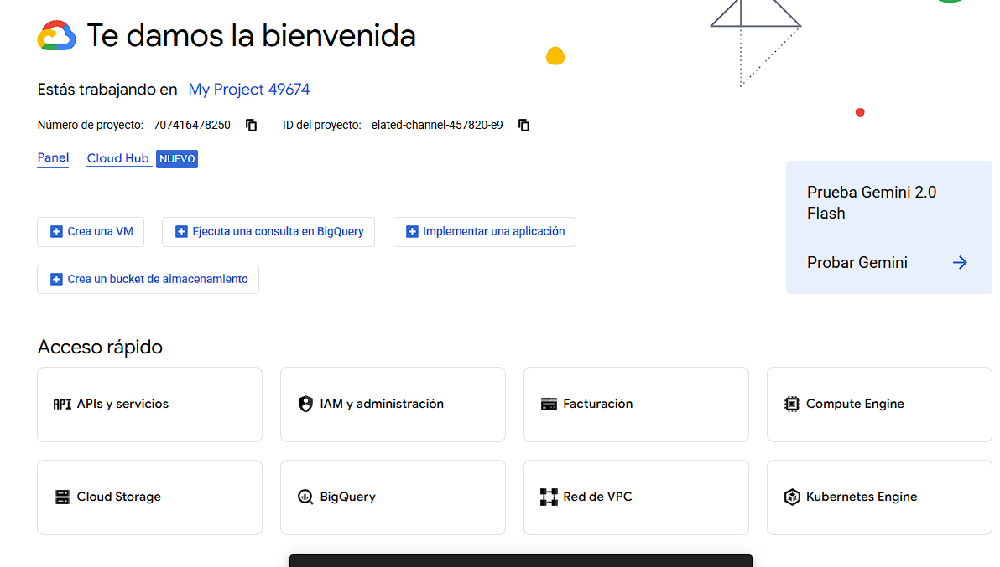 Te damos la bienvenida
Estás trabajando en My Project 49674
Número de proyecto: 707416478250 ID del proyecto: elated-channel-457820-e9
Panel Cloud Hub NUEVO
Prueba Gemini 2.0
Flash
Probar Gemini
Crea una VM Ejecuta una consulta en BigQuery Implementar una aplicación
Crea un bucket de almacenamiento
Acceso rápido
API APIs y servicios IAM y administración Facturación Compute Engine
Cloud Storage BigQuery Red de VPC Kubernetes Engine